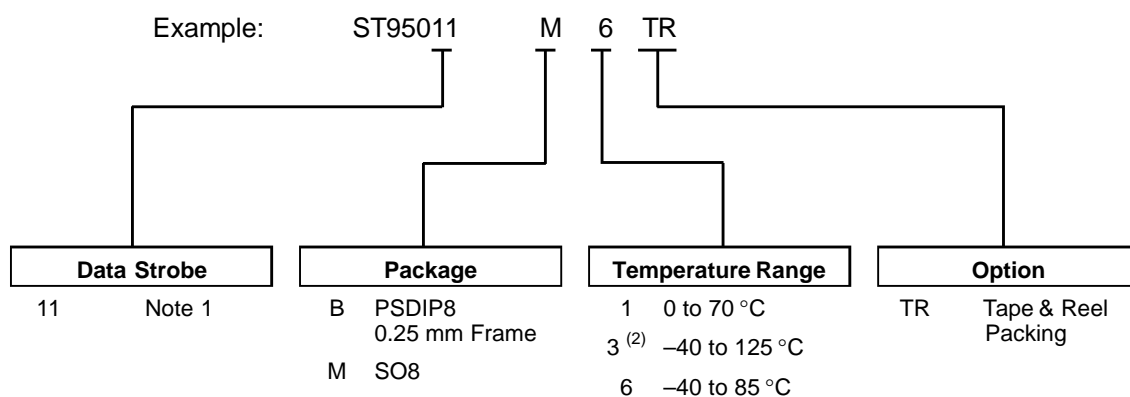 Example: ST95011 M 6 TR
Data Strobe
11 Note 1
Package
B PSDIP8
0.25 mm Frame
M SO8
Temperature Range
1 0 to 70 °C
3 (2) –40 to 125 °C
6 –40 to 85 °C
Option
TR Tape & Reel
Packing